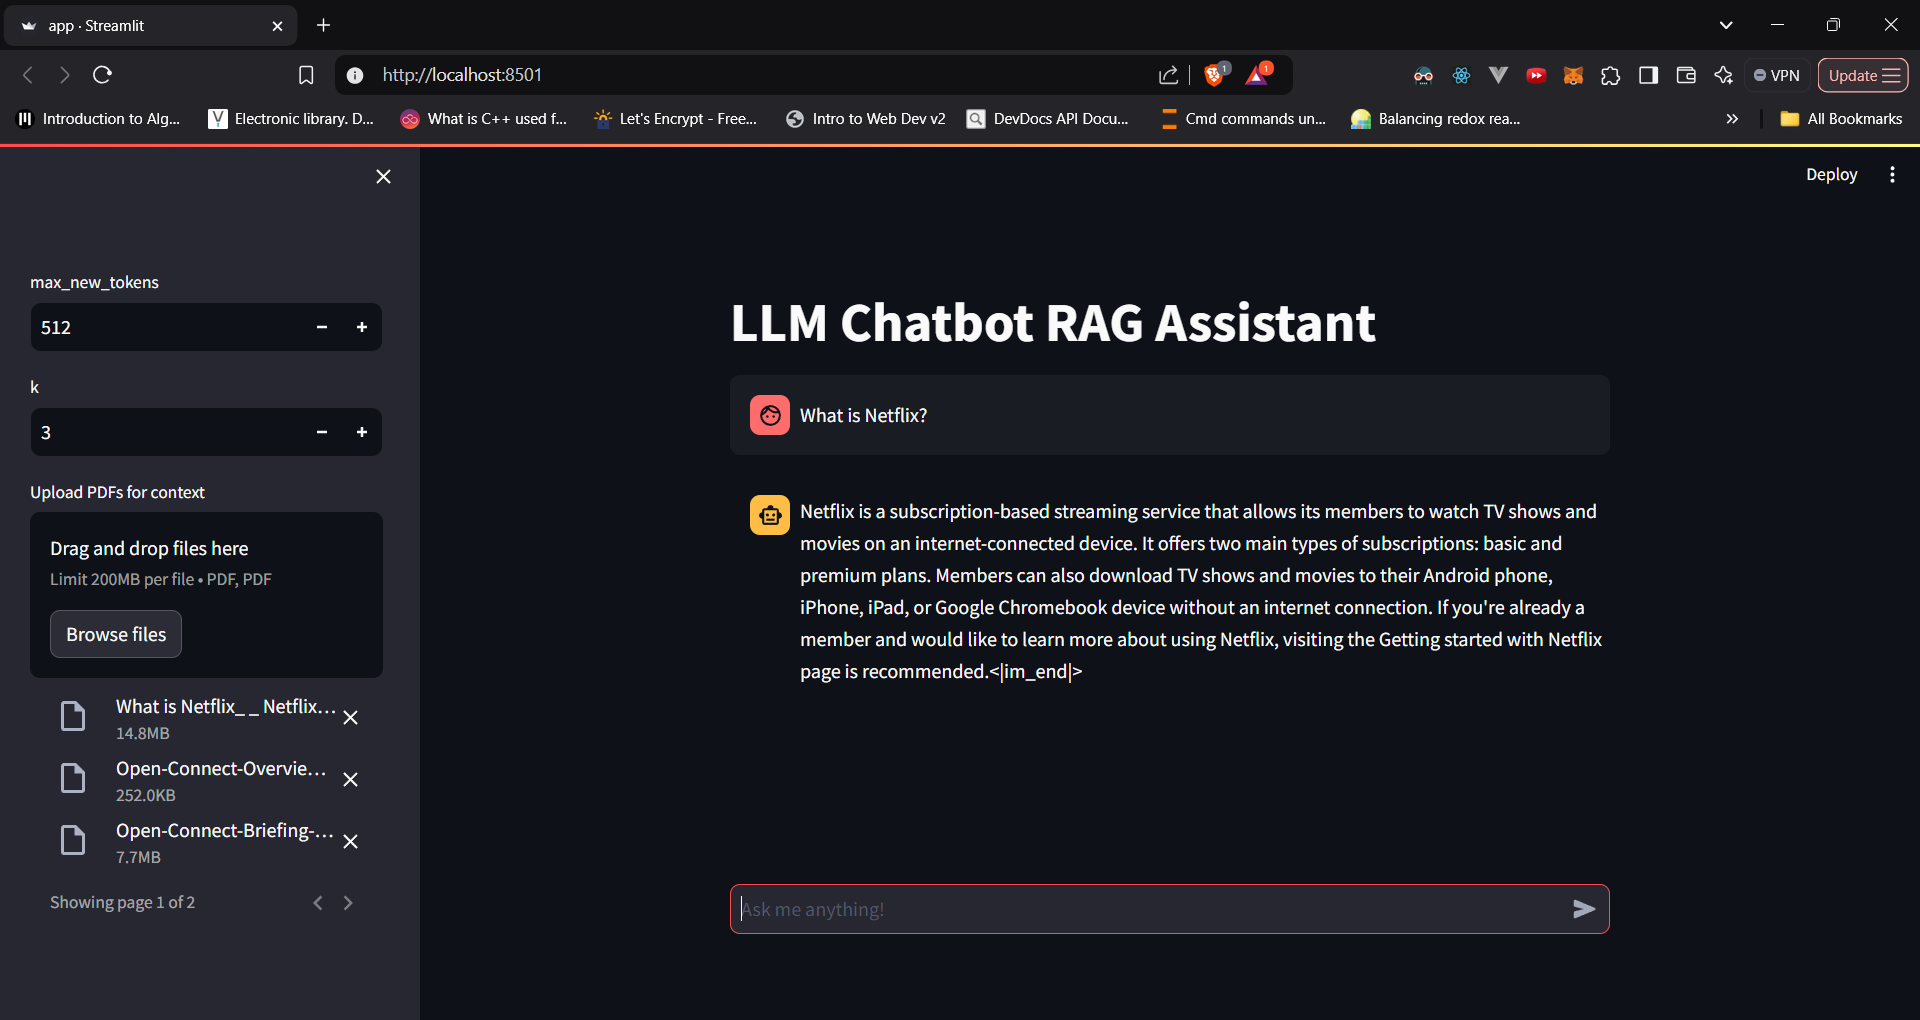 app · Streamlit
http://localhost:8501
1
1
VPN
Update
Introduction to Alg...
Electronic library. D...
What is C++ used f...
Let's Encrypt - Free...
Intro to Web Dev v2
DevDocs API Docu...
Cmd commands un...
Balancing redox rea...
All Bookmarks
Deploy
max_new_tokens
512
k
3
Upload PDFs for context
Drag and drop files here
Limit 200MB per file • PDF, PDF
Browse files
What is Netflix_ _ Netflix...
14.8MB
Open-Connect-Overvie...
252.0KB
Open-Connect-Briefing-...
7.7MB
Showing page 1 of 2
LLM Chatbot RAG Assistant
What is Netflix?
Netflix is a subscription-based streaming service that allows its members to watch TV shows and
movies on an internet-connected device. It offers two main types of subscriptions: basic and
premium plans. Members can also download TV shows and movies to their Android phone,
iPhone, iPad, or Google Chromebook device without an internet connection. If you're already a
member and would like to learn more about using Netflix, visiting the Getting started with Netflix
page is recommended.<|im_end|>
Ask me anything!